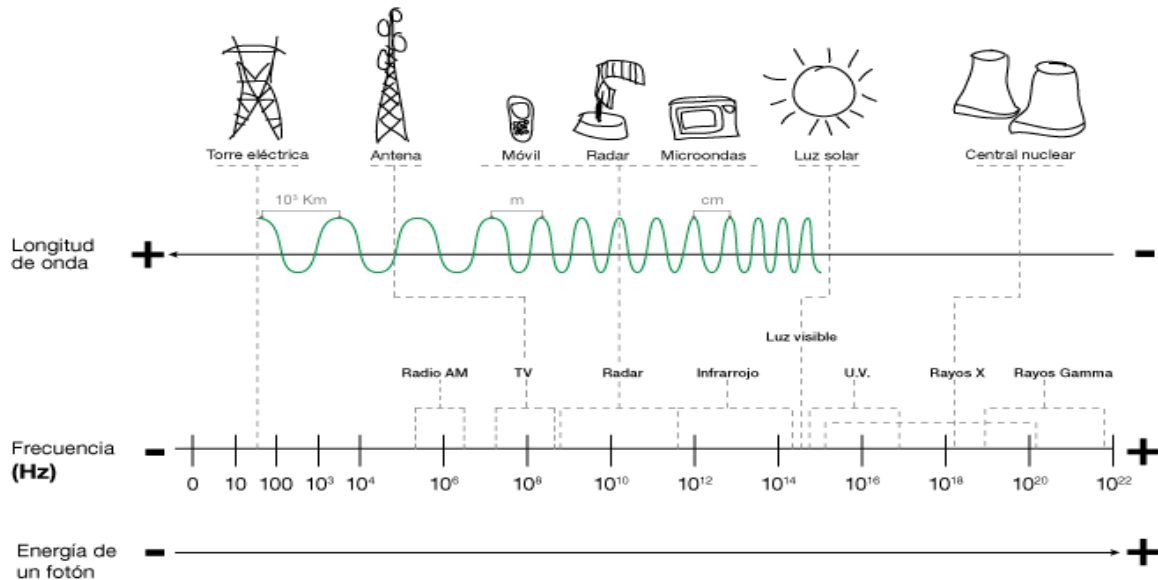 Torre eléctrica
Antena
Móvil
Radar
Microondas
Luz solar
Central nuclear
10³ Km
m
cm
Longitud
de onda
+
-
Luz visible
Radio AM
TV
Radar
Infrarrojo
U.V.
Rayos X
Rayos Gamma
Frecuencia
(Hz)
-
+
0 10 100 10³ 10⁴ 10⁶ 10⁸ 10¹⁰ 10¹² 10¹⁴ 10¹⁶ 10¹⁸ 10²⁰ 10²²
Energía de
un fotón
-
+